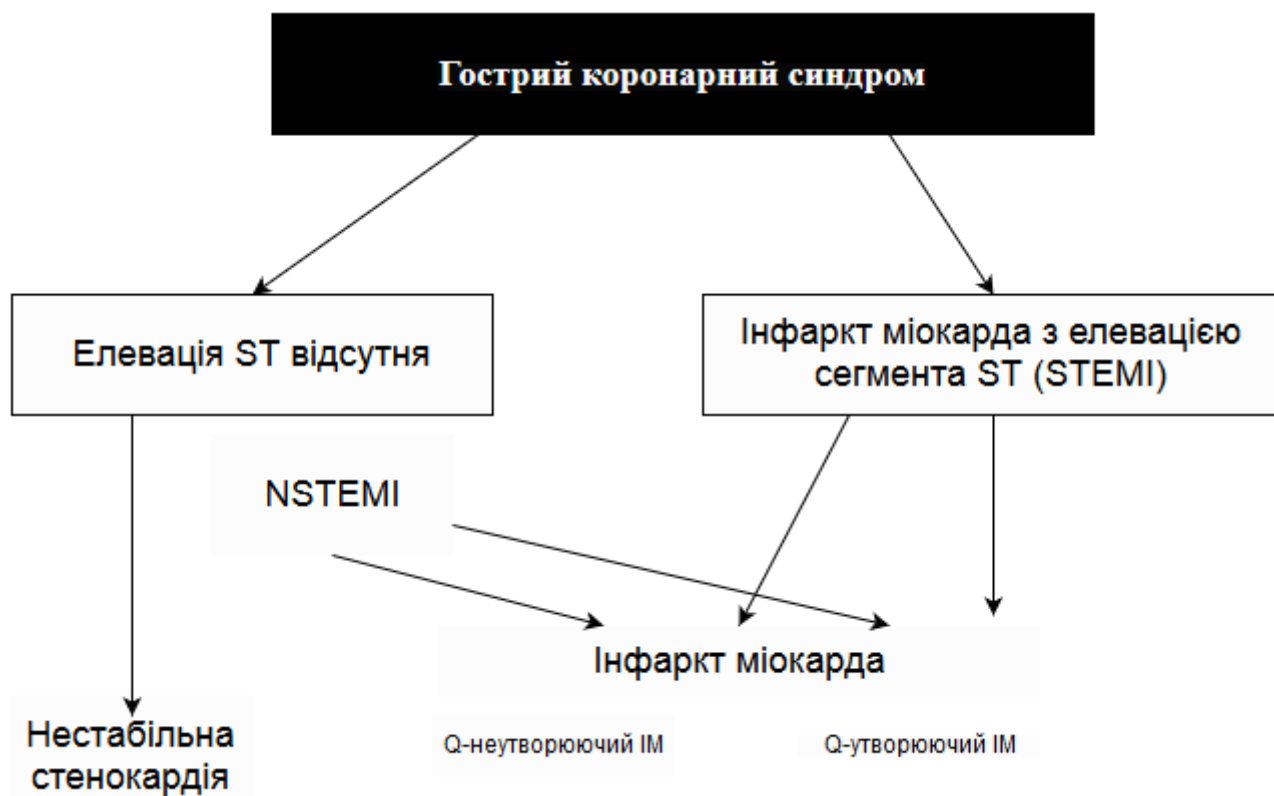 Гострий коронарний синдром
Елевація ST відсутня
Інфаркт міокарда з елевацією
сегмента ST (STEMI)
NSTEMI
Інфаркт міокарда
Нестабільна
стенокардія
Q-неутворюючий ІМ
Q-утворюючий ІМ